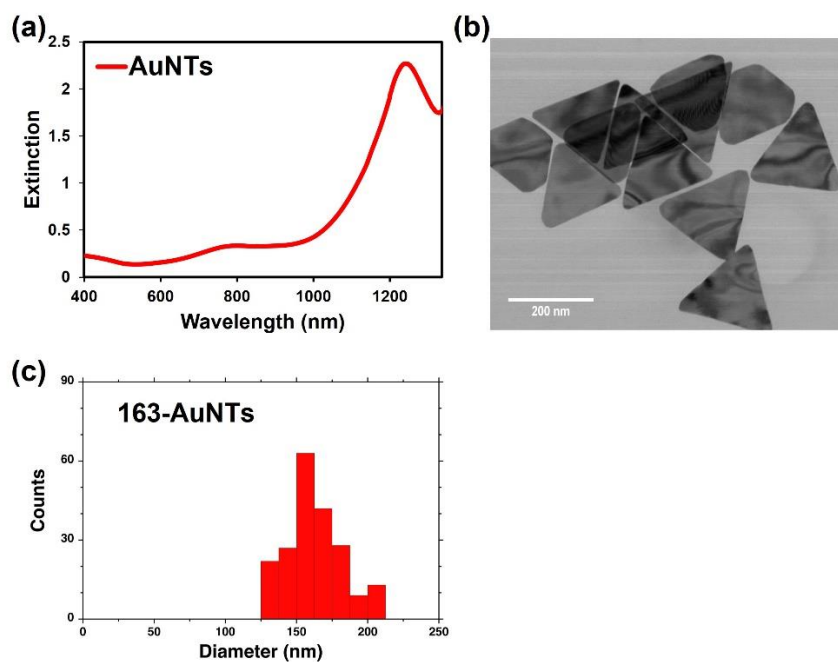 (a)
2.5
2
1.5
1
0.5
0
Extinction
AuNTs
400 600 800 1000 1200
Wavelength (nm)
(b)
200 nm
(c)
90
60
30
0
Counts
163-AuNTs
0 50 100 150 200 250
Diameter (nm)